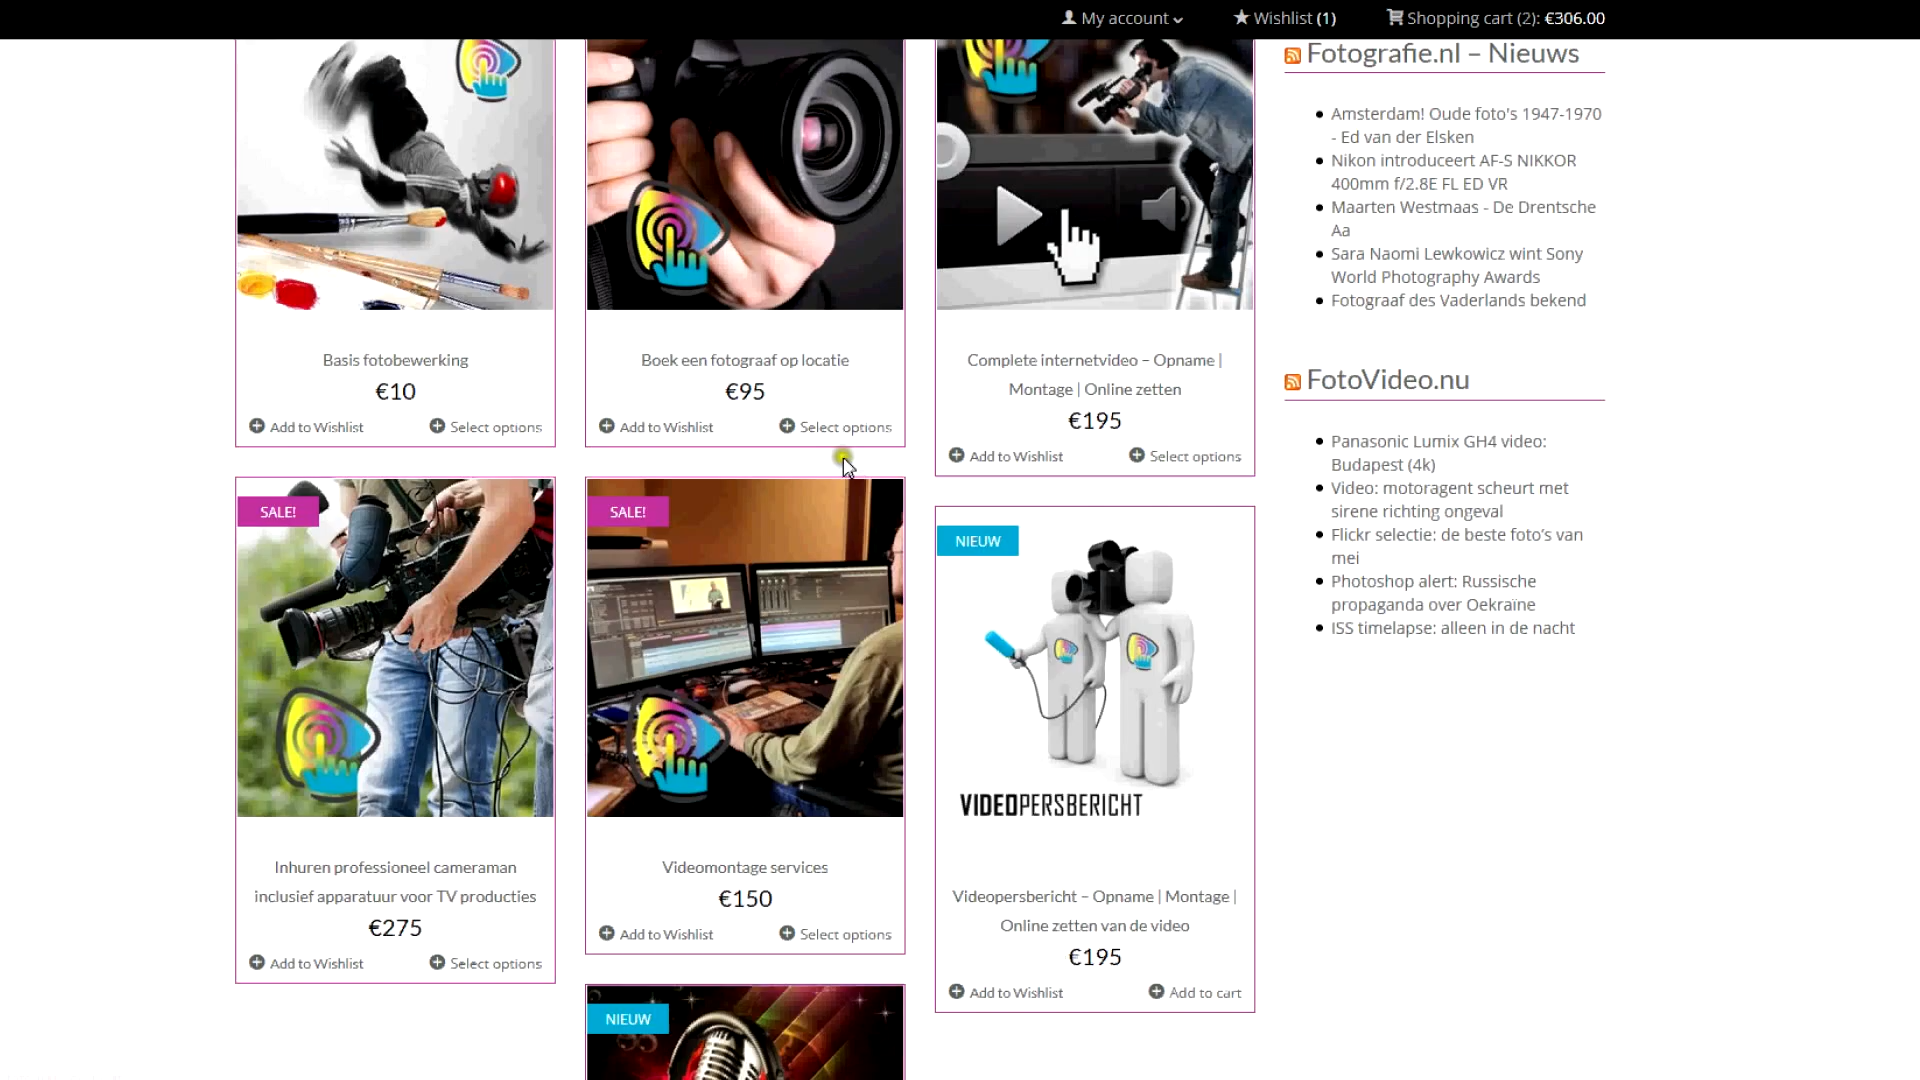 My account
Wishlist (1)
Shopping cart (2): €306.00
Basis fotobewerking
€10
Add to Wishlist
Select options
Boek een fotograaf op locatie
€95
Add to Wishlist
Select options
Complete internetvideo – Opname |
Montage | Online zetten
€195
Add to Wishlist
Select options
SALE!
Inhuren professioneel cameraman
inclusief apparatuur voor TV producties
€275
Add to Wishlist
Select options
SALE!
Videomontage services
€150
Add to Wishlist
Select options
NIEUW
VIDEOPERSBERICHT
Videopersbericht – Opname | Montage |
Online zetten van de video
€195
Add to Wishlist
Add to cart
NIEUW
Fotografie.nl – Nieuws
Amsterdam! Oude foto's 1947-1970
- Ed van der Elsken
Nikon introduceert AF-S NIKKOR
400mm f/2.8E FL ED VR
Maarten Westmaas - De Drentsche
Aa
Sara Naomi Lewkowicz wint Sony
World Photography Awards
Fotograaf des Vaderlands bekend
FotoVideo.nu
Panasonic Lumix GH4 video:
Budapest (4k)
Video: motoragent scheurt met
sirene richting ongeval
Flickr selectie: de beste foto’s van
mei
Photoshop alert: Russische
propaganda over Oekraïne
ISS timelapse: alleen in de nacht